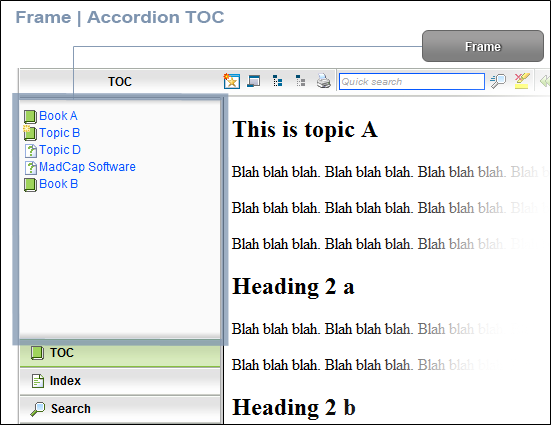 Frame | Accordion TOC
Frame
TOC
Quick search
Book A
Topic B
Topic D
MadCap Software
Book B
TOC
Index
Search
This is topic A
Blah blah blah. Blah blah blah. Blah blah blah. Blah
Blah blah blah. Blah blah blah. Blah blah blah. Blah
Blah blah blah. Blah blah blah. Blah blah blah.
Heading 2 a
Blah blah blah. Blah blah blah. Blah blah
Blah blah blah. Blah blah blah. Blah blah blah.
Heading 2 b